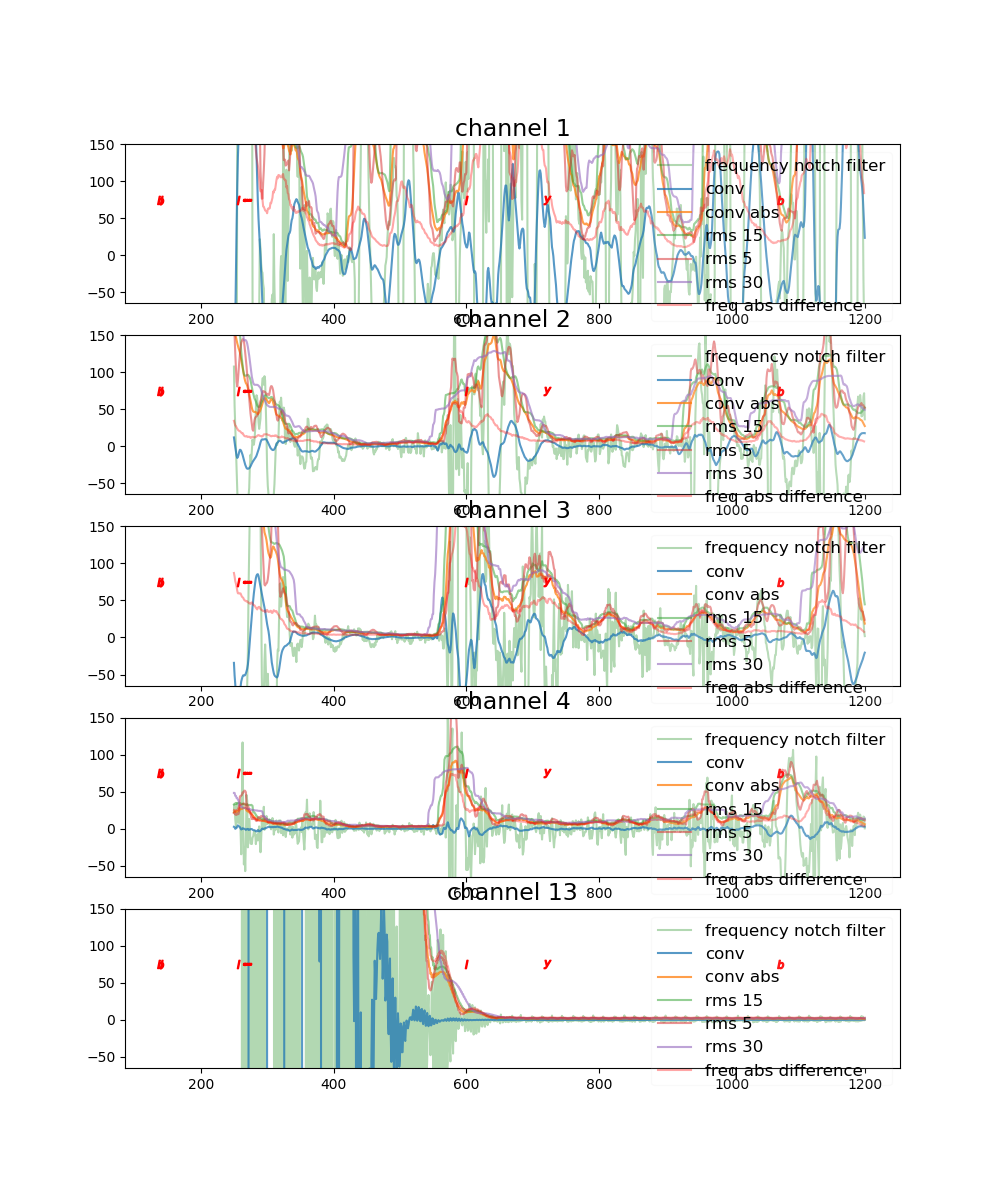 channel 1
150
100
50
0
−50
b l - l y b
frequency notch filter
conv
conv abs
rms 15
rms 5
rms 30
freq abs difference
200 400 600 800 1000 1200
channel 2
150
100
50
0
−50
b l - l y b
frequency notch filter
conv
conv abs
rms 15
rms 5
rms 30
freq abs difference
200 400 600 800 1000 1200
channel 3
150
100
50
0
−50
b l - l y b
frequency notch filter
conv
conv abs
rms 15
rms 5
rms 30
freq abs difference
200 400 600 800 1000 1200
channel 4
150
100
50
0
−50
b l - l y b
frequency notch filter
conv
conv abs
rms 15
rms 5
rms 30
freq abs difference
200 400 600 800 1000 1200
channel 13
150
100
50
0
−50
b l - l y b
frequency notch filter
conv
conv abs
rms 15
rms 5
rms 30
freq abs difference
200 400 600 800 1000 1200